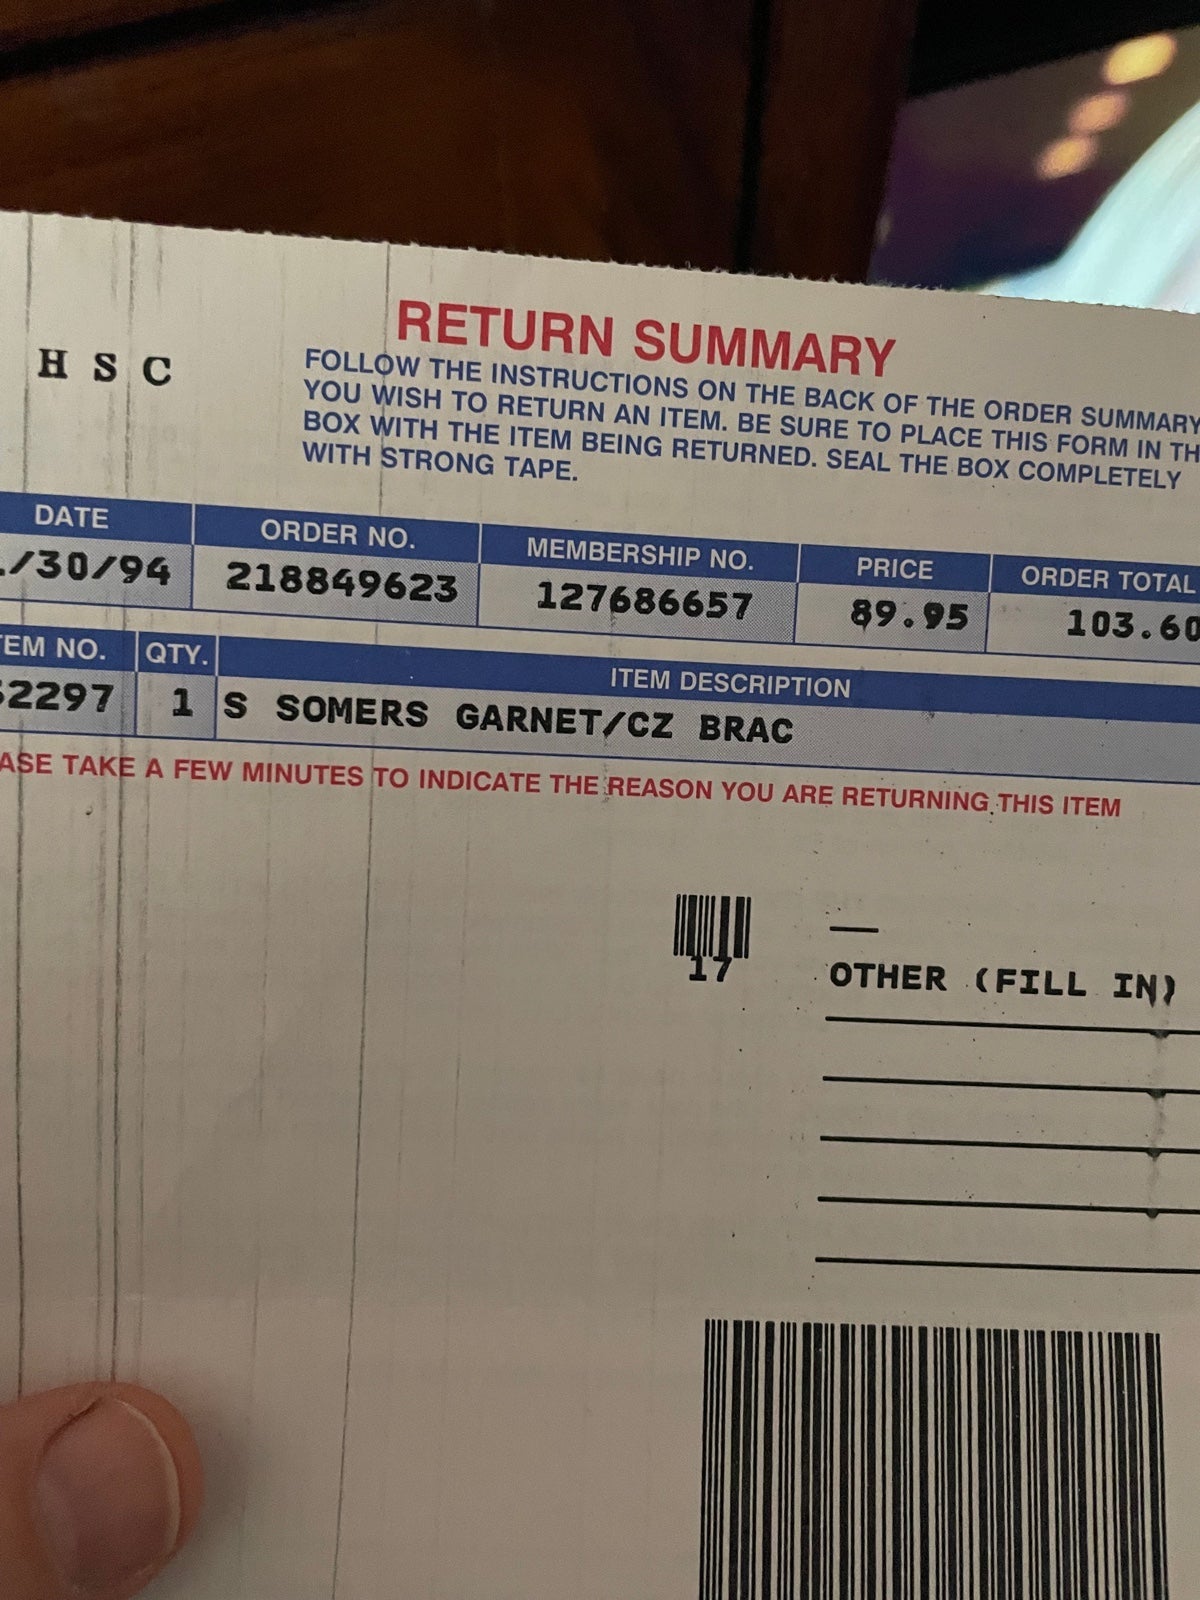 RETURN SUMMARY
H S C
FOLLOW THE INSTRUCTIONS ON THE BACK OF THE ORDER SUMMARY
YOU WISH TO RETURN AN ITEM. BE SURE TO PLACE THIS FORM IN
BOX WITH THE ITEM BEING RETURNED. SEAL THE BOX COMPLETELY
WITH STRONG TAPE.
DATE ORDER NO. MEMBERSHIP NO. PRICE ORDER TOTAL
/30/94 218849623 127686657 89.95 103.60
EM NO. QTY. ITEM DESCRIPTION
2297 1 S SOMERS GARNET/CZ BRAC
ASE TAKE A FEW MINUTES TO INDICATE THE REASON YOU ARE RETURNING THIS ITEM
17
OTHER (FILL IN)